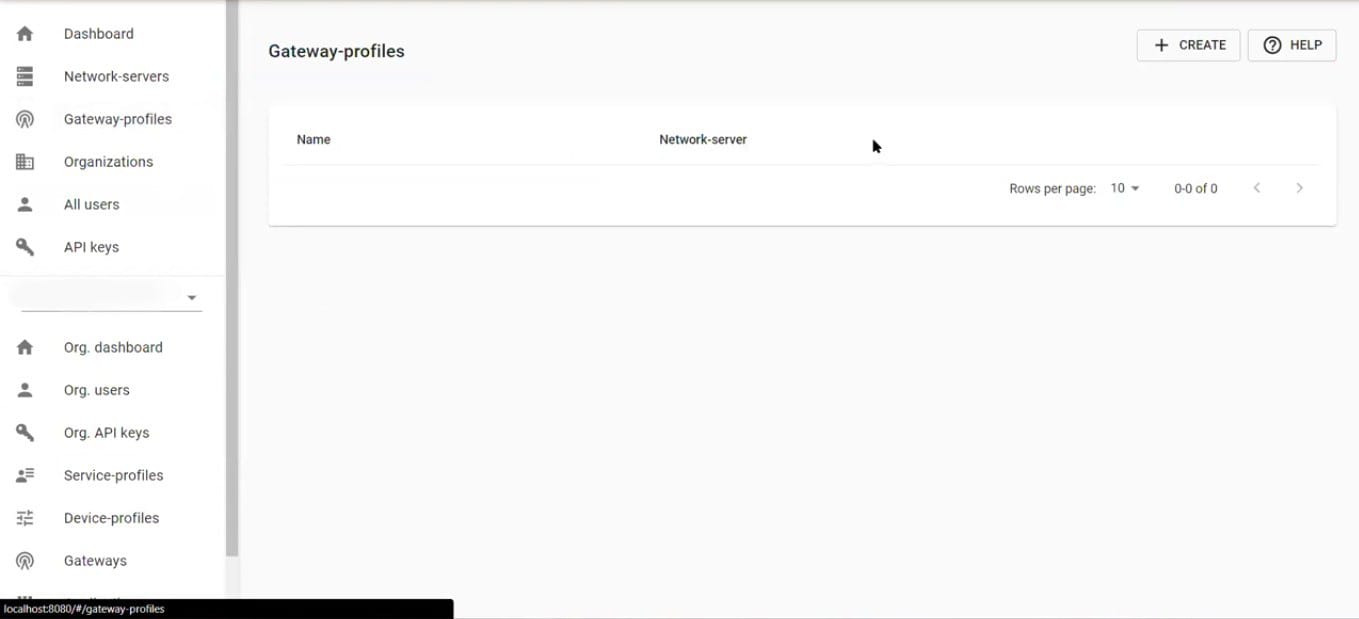 Dashboard
Network-servers
Gateway-profiles
Organizations
All users
API keys
Org. dashboard
Org. users
Org. API keys
Service-profiles
Device-profiles
Gateways
localhost:8080/#/gateway-profiles
Gateway-profiles
+ CREATE
? HELP
Name Network-server
Rows per page: 10 0-0 of 0 < >